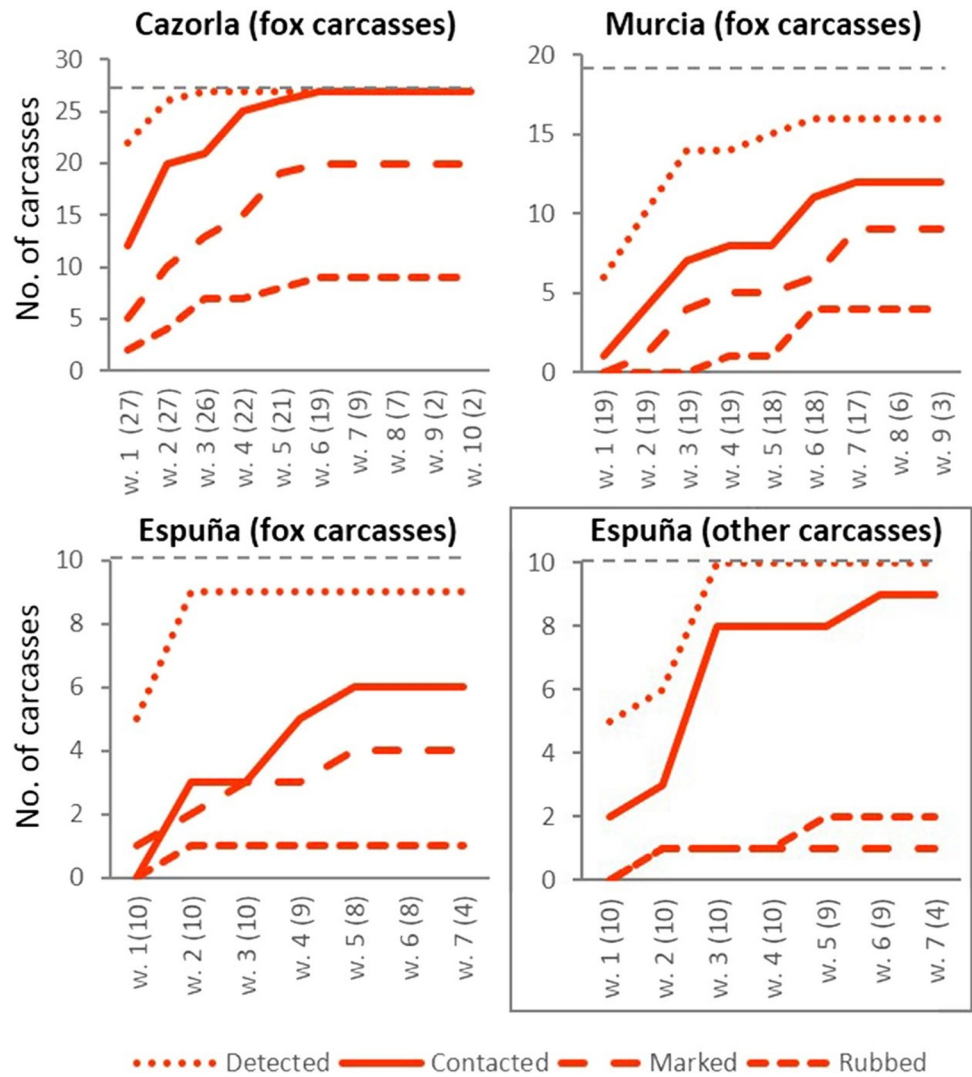 Cazorla (fox carcasses)
No. of carcasses
30
25
20
15
10
5
0
w. 1 (27)
w. 2 (27)
w. 3 (26)
w. 4 (22)
w. 5 (21)
w. 6 (19)
w. 7 (9)
w. 8 (7)
w. 9 (2)
w. 10 (2)
Murcia (fox carcasses)
20
15
10
5
0
w. 1 (19)
w. 2 (19)
w. 3 (19)
w. 4 (19)
w. 5 (18)
w. 6 (18)
w. 7 (17)
w. 8 (6)
w. 9 (3)
Espuña (fox carcasses)
No. of carcasses
10
8
6
4
2
0
w. 1(10)
w. 2 (10)
w. 3 (10)
w. 4 (9)
w. 5 (8)
w. 6 (8)
w. 7 (4)
Espuña (other carcasses)
10
8
6
4
2
0
w. 1 (10)
w. 2 (10)
w. 3 (10)
w. 4 (10)
w. 5 (9)
w. 6 (9)
w. 7 (4)
Detected Contacted Marked Rubbed